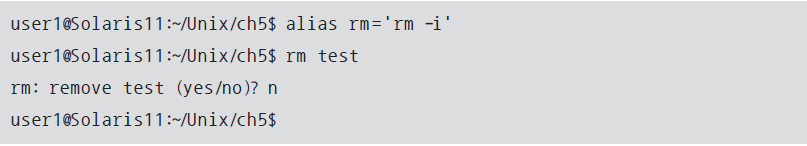 user1@Solaris11:~/Unix/ch5$ alias rm='rm -i'
user1@Solaris11:~/Unix/ch5$ rm test
rm: remove test (yes/no)? n
user1@Solaris11:~/Unix/ch5$